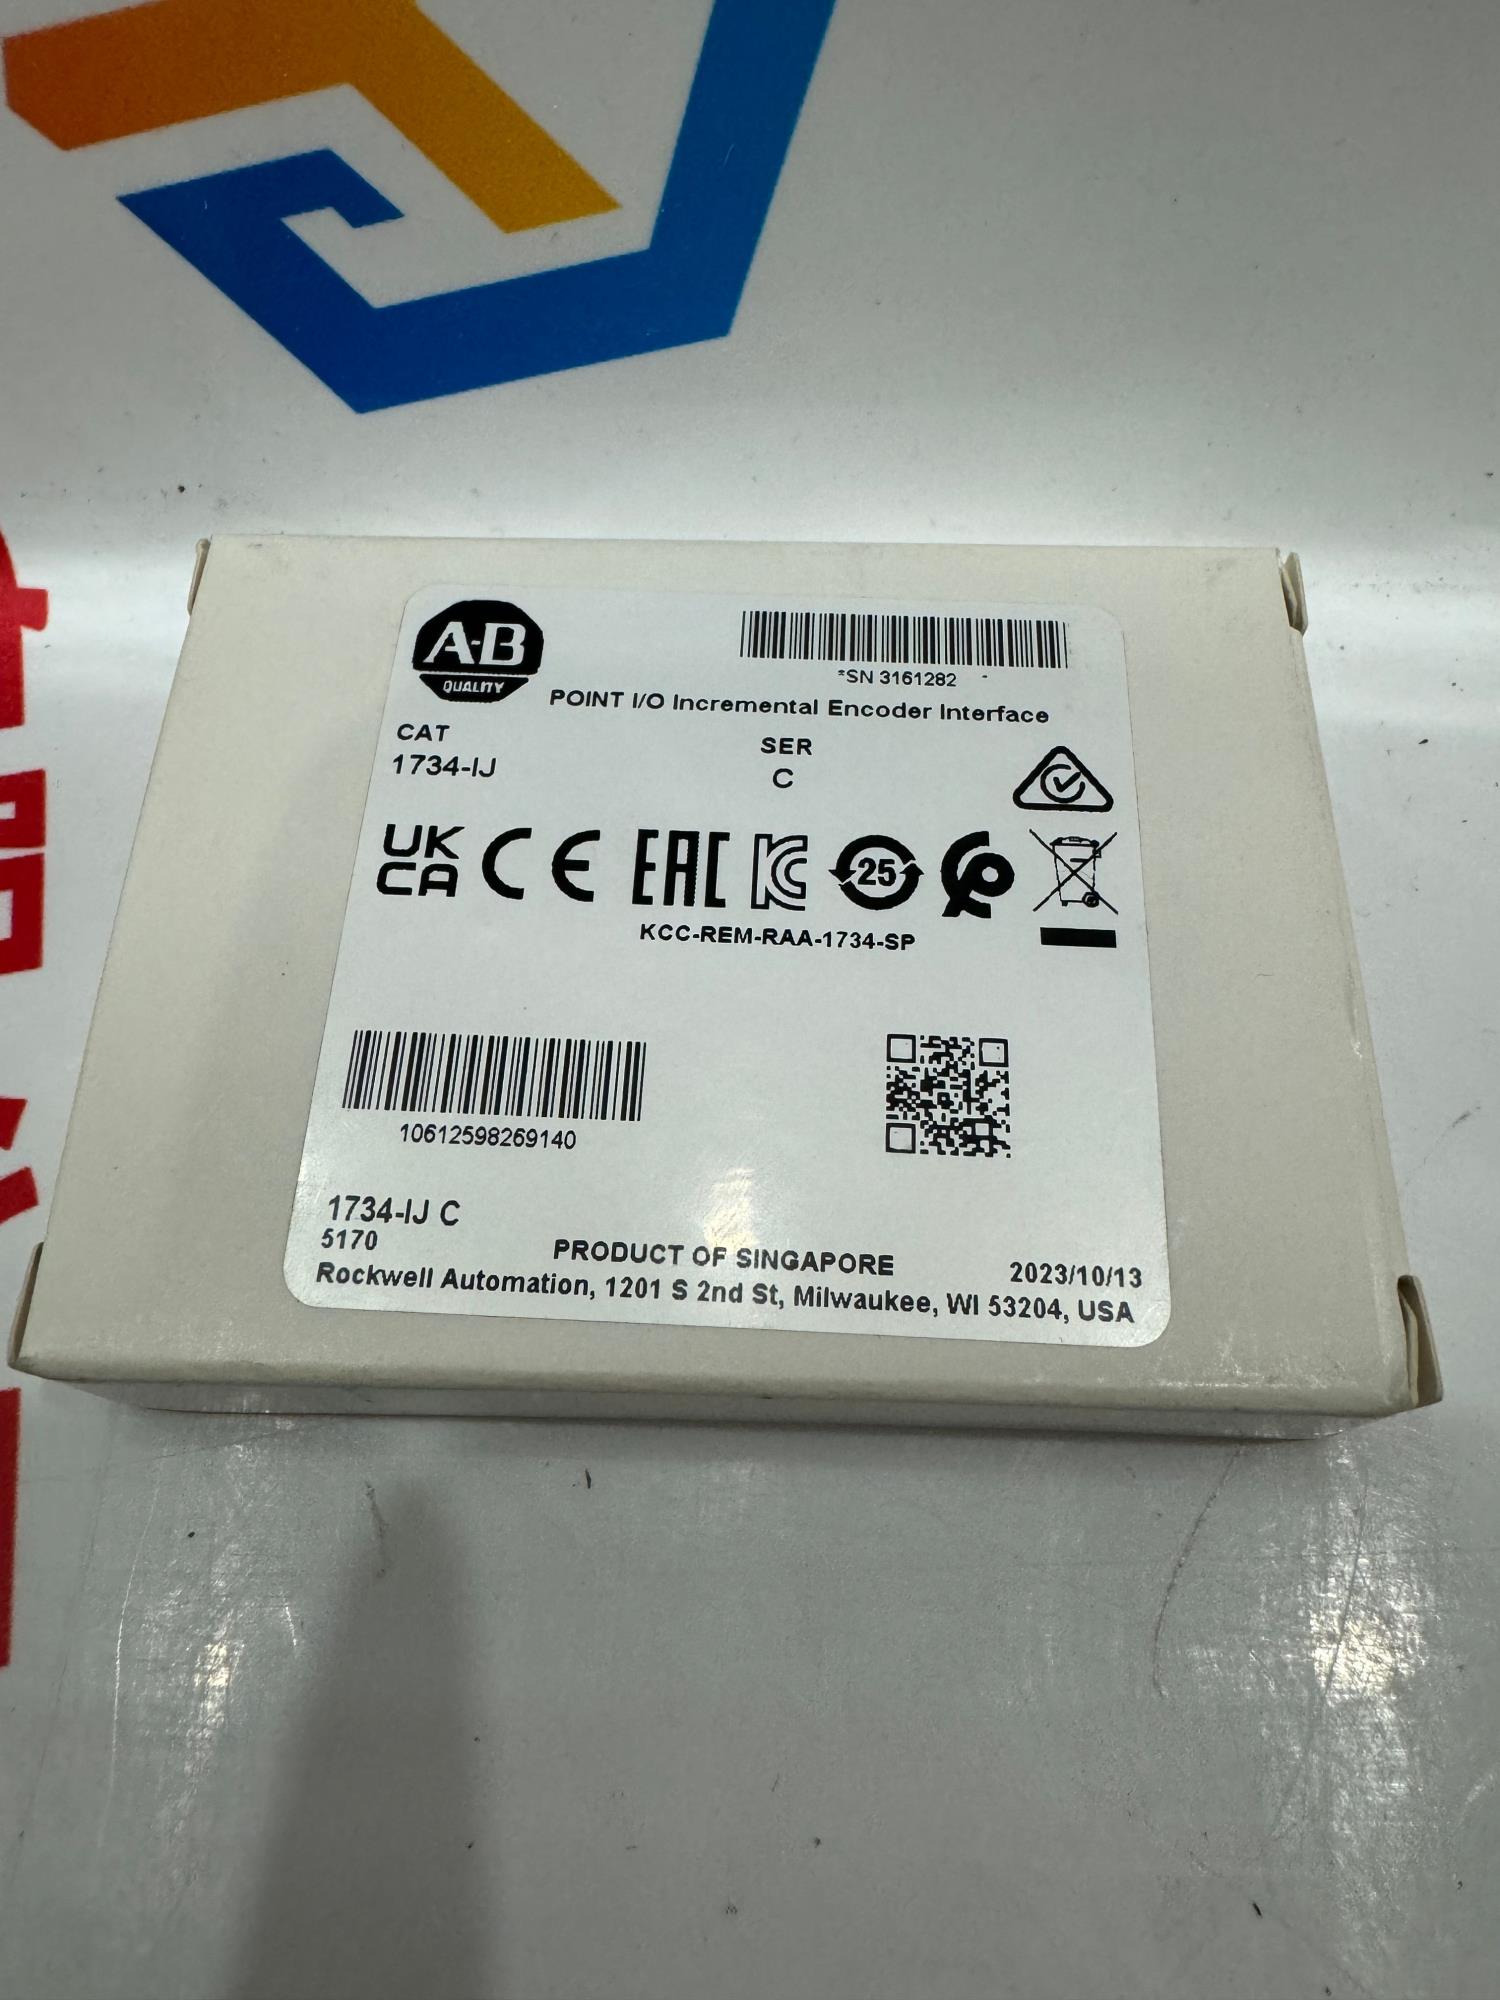 A-B
QUALITY
*SN 3161282
POINT I/O Incremental Encoder Interface
CAT
1734-IJ
SER
C
UK
CA CE EAC KC 25
KCC-REM-RAA-1734-SP
10612598269140
1734-IJ C
5170
PRODUCT OF SINGAPORE
2023/10/13
Rockwell Automation, 1201 S 2nd St, Milwaukee, WI 53204, USA